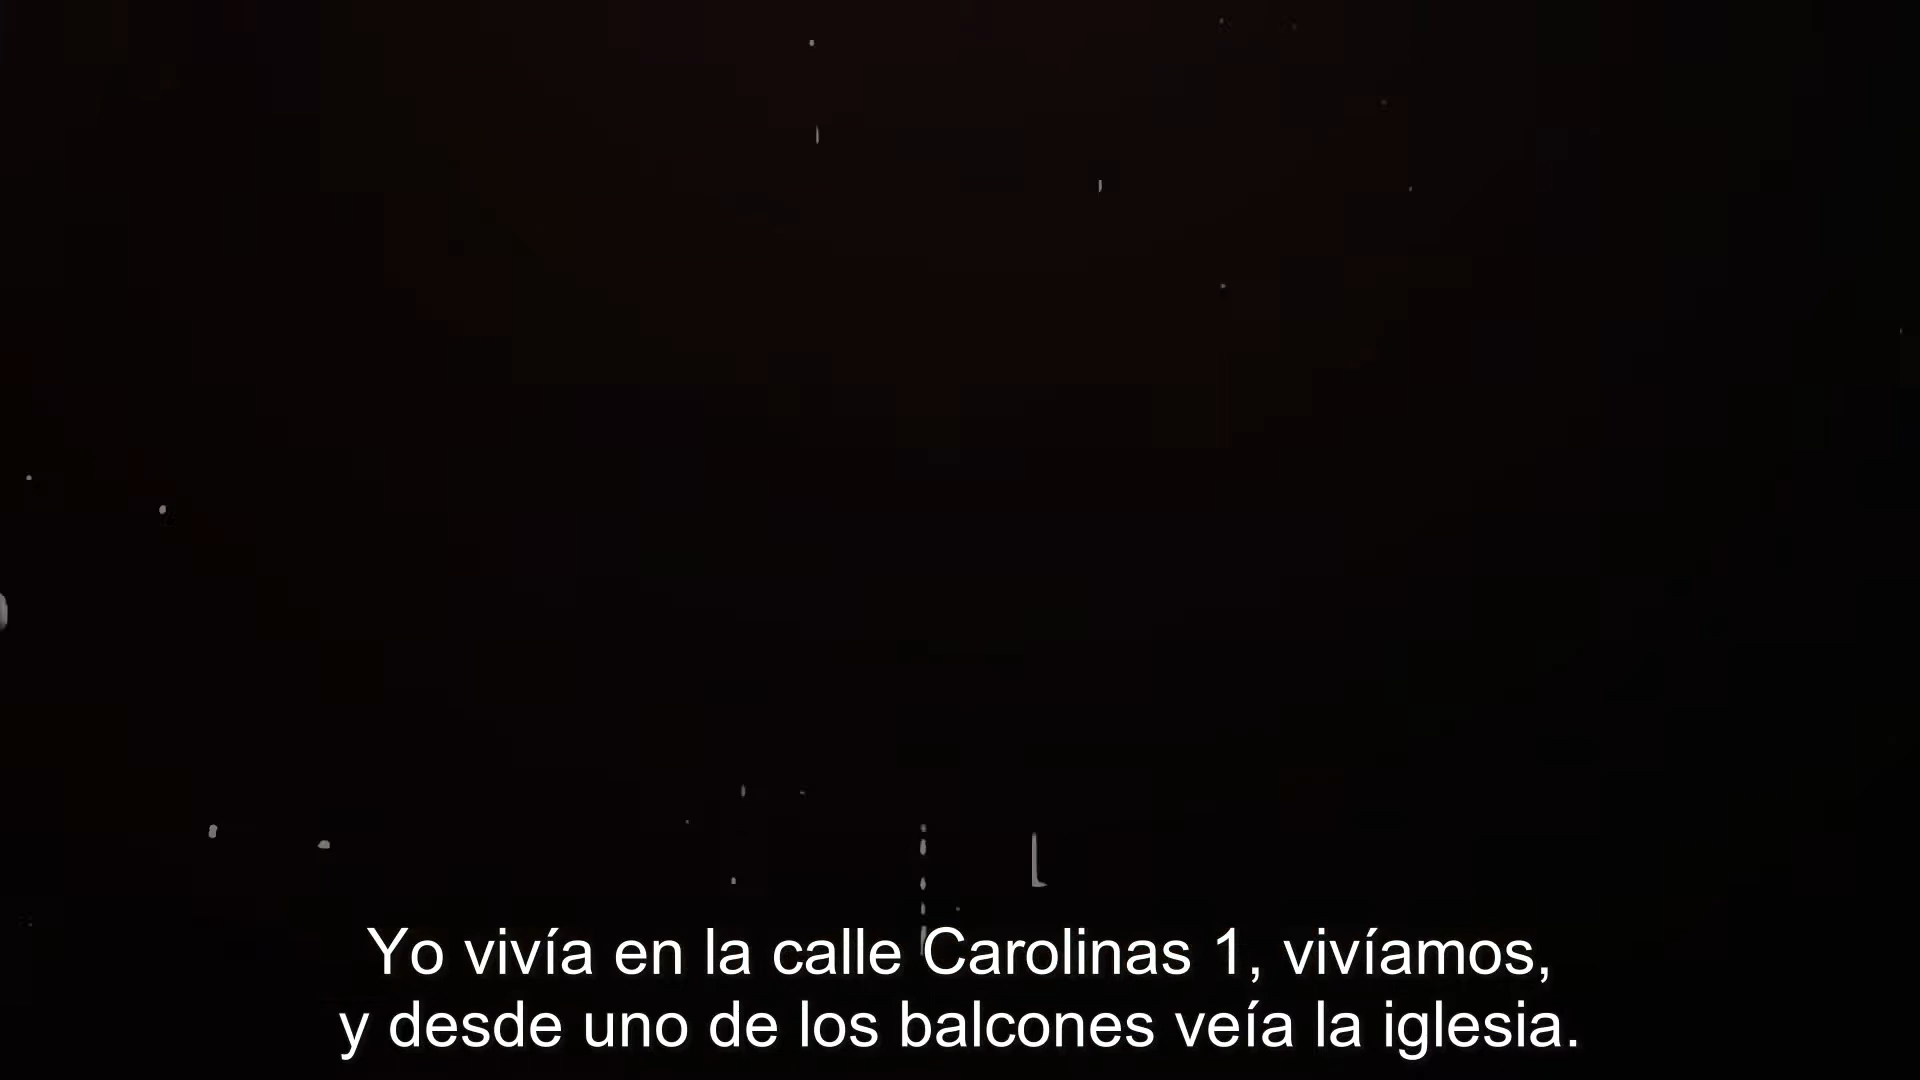 Yo vivía en la calle Carolinas 1, vivíamos,
y desde uno de los balcones veía la iglesia.